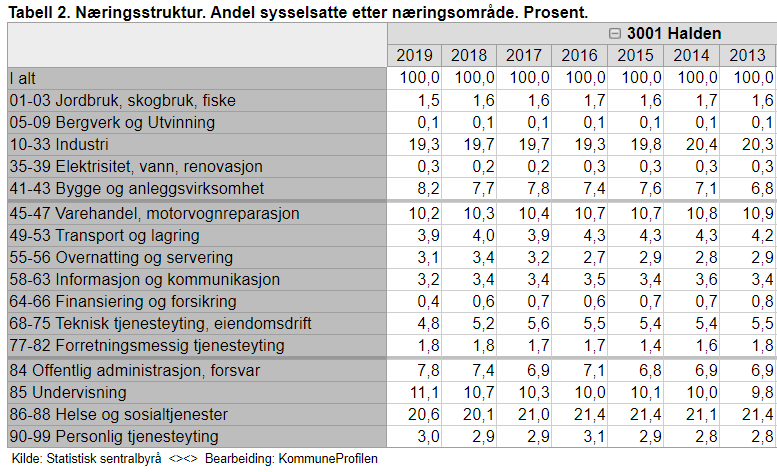 Tabell 2. Næringsstruktur. Andel sysselsatte etter næringsområde. Prosent.
3001 Halden
2019 2018 2017 2016 2015 2014 2013
I alt 100,0 100,0 100,0 100,0 100,0 100,0 100,0
01-03 Jordbruk, skogbruk, fiske 1,5 1,6 1,6 1,7 1,6 1,7 1,6
05-09 Bergverk og Utvinning 0,1 0,1 0,1 0,1 0,1 0,1 0,1
10-33 Industri 19,3 19,7 19,7 19,3 19,8 20,4 20,3
35-39 Elektrisitet, vann, renovasjon 0,3 0,2 0,2 0,3 0,3 0,3 0,3
41-43 Bygge og anleggsvirksomhet 8,2 7,7 7,8 7,4 7,6 7,1 6,8
45-47 Varehandel, motorvognreparasjon 10,2 10,3 10,4 10,7 10,7 10,8 10,9
49-53 Transport og lagring 3,9 4,0 3,9 4,3 4,3 4,3 4,2
55-56 Overnatting og servering 3,1 3,4 3,2 2,7 2,9 2,8 2,9
58-63 Informasjon og kommunikasjon 3,2 3,4 3,4 3,5 3,4 3,6 3,4
64-66 Finansiering og forsikring 0,4 0,6 0,7 0,6 0,7 0,7 0,8
68-75 Teknisk tjenesteyting, eiendomsdrift 4,8 5,2 5,6 5,5 5,4 5,4 5,5
77-82 Forretningsmessig tjenesteyting 1,8 1,8 1,7 1,7 1,4 1,6 1,8
84 Offentlig administrasjon, forsvar 7,8 7,4 6,9 7,1 6,8 6,9 6,9
85 Undervisning 11,1 10,7 10,3 10,0 10,1 10,0 9,8
86-88 Helse og sosialtjenester 20,6 20,1 21,0 21,4 21,4 21,1 21,4
90-99 Personlig tjenesteyting 3,0 2,9 2,9 3,1 2,9 2,8 2,8
Kilde: Statistisk sentralbyrå <><> Bearbeiding: KommuneProfilen